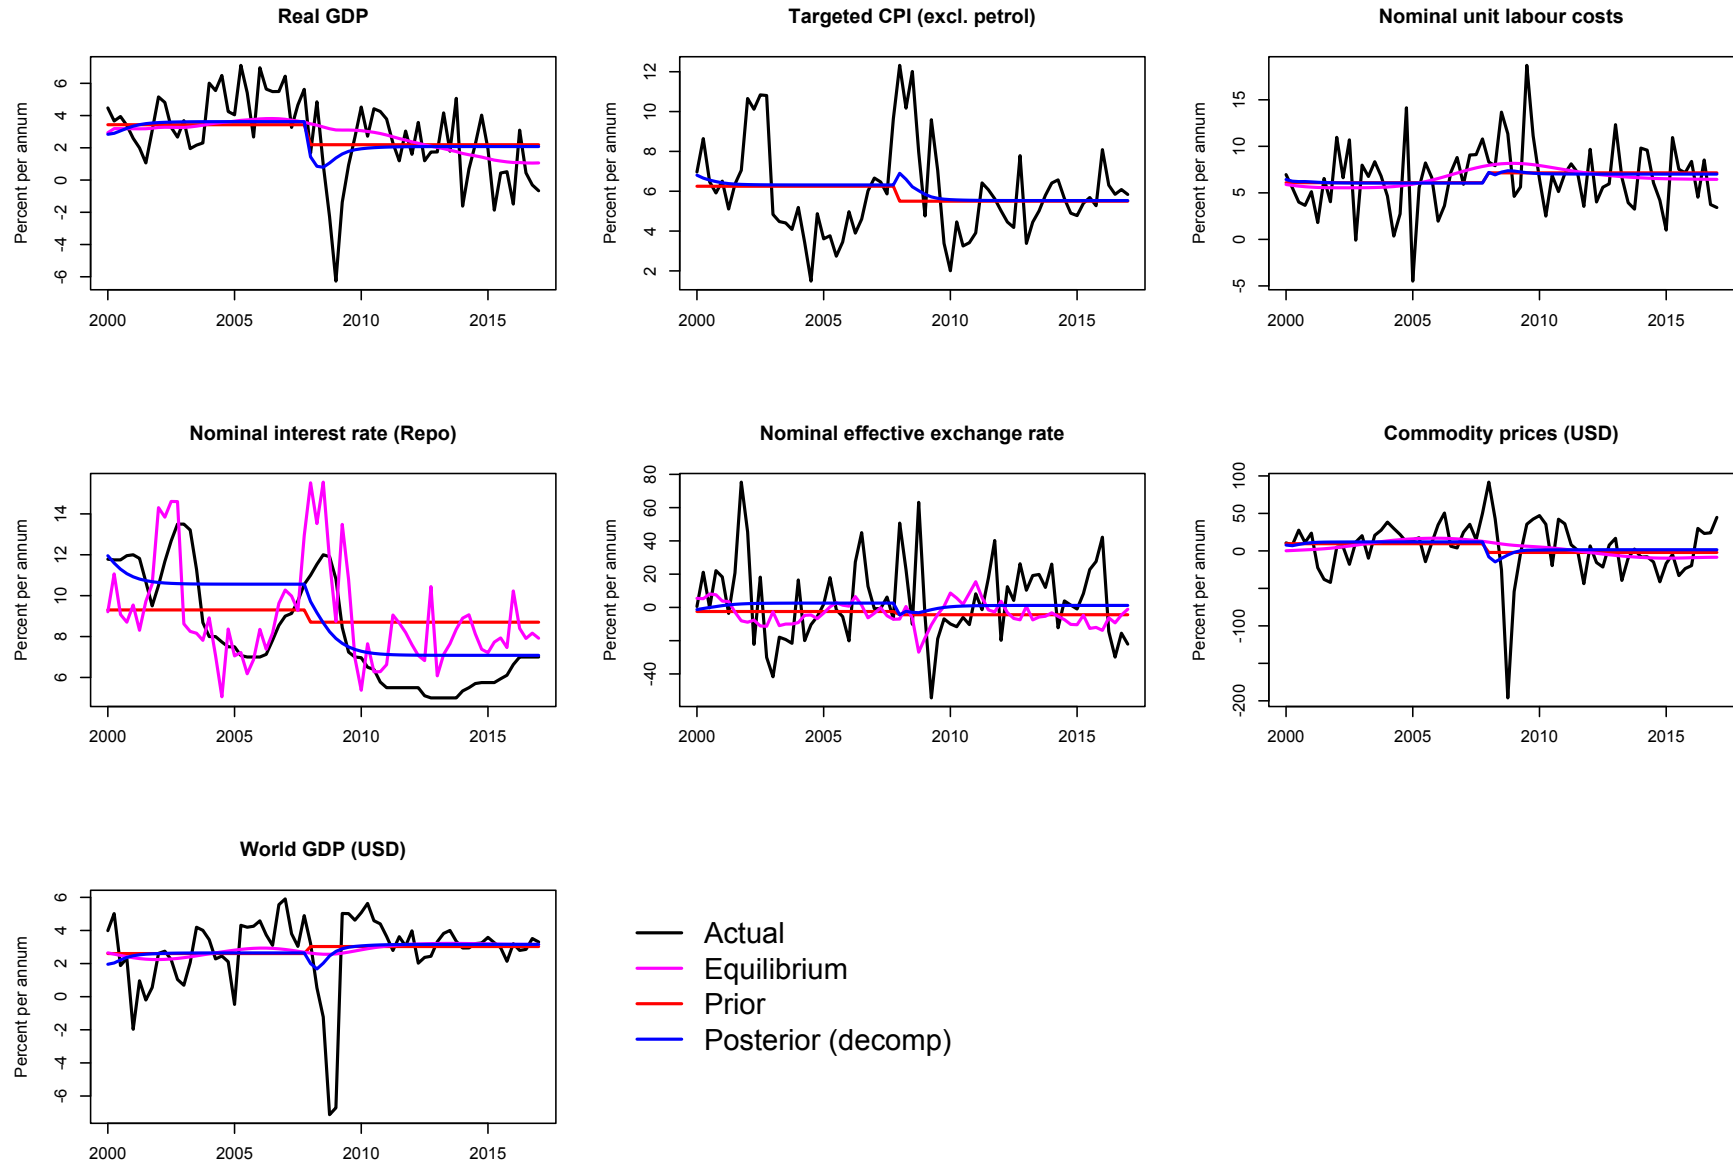 Real GDP
Percent per annum
6
4
2
0
-2
-4
-6
2000 2005 2010 2015
Targeted CPI (excl. petrol)
Percent per annum
12
10
8
6
4
2
2000 2005 2010 2015
Nominal unit labour costs
Percent per annum
15
10
5
0
-5
2000 2005 2010 2015
Nominal interest rate (Repo)
Percent per annum
14
12
10
8
6
2000 2005 2010 2015
Nominal effective exchange rate
Percent per annum
80
60
40
20
0
-40
2000 2005 2010 2015
Commodity prices (USD)
Percent per annum
100
50
0
-100
-200
2000 2005 2010 2015
World GDP (USD)
Percent per annum
6
4
2
0
-2
-4
-6
2000 2005 2010 2015
Actual
Equilibrium
Prior
Posterior (decomp)